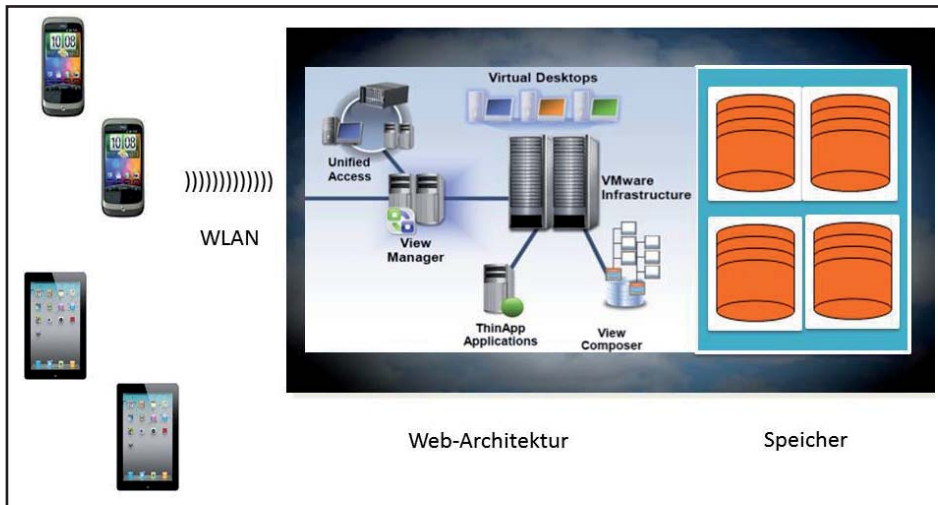 10:08
10:08
))))))))))))))
WLAN
Virtual Desktops
Unified
Access
VMware
Infrastructure
View
Manager
ThinApp
Applications
View
Composer
Web-Architektur
Speicher